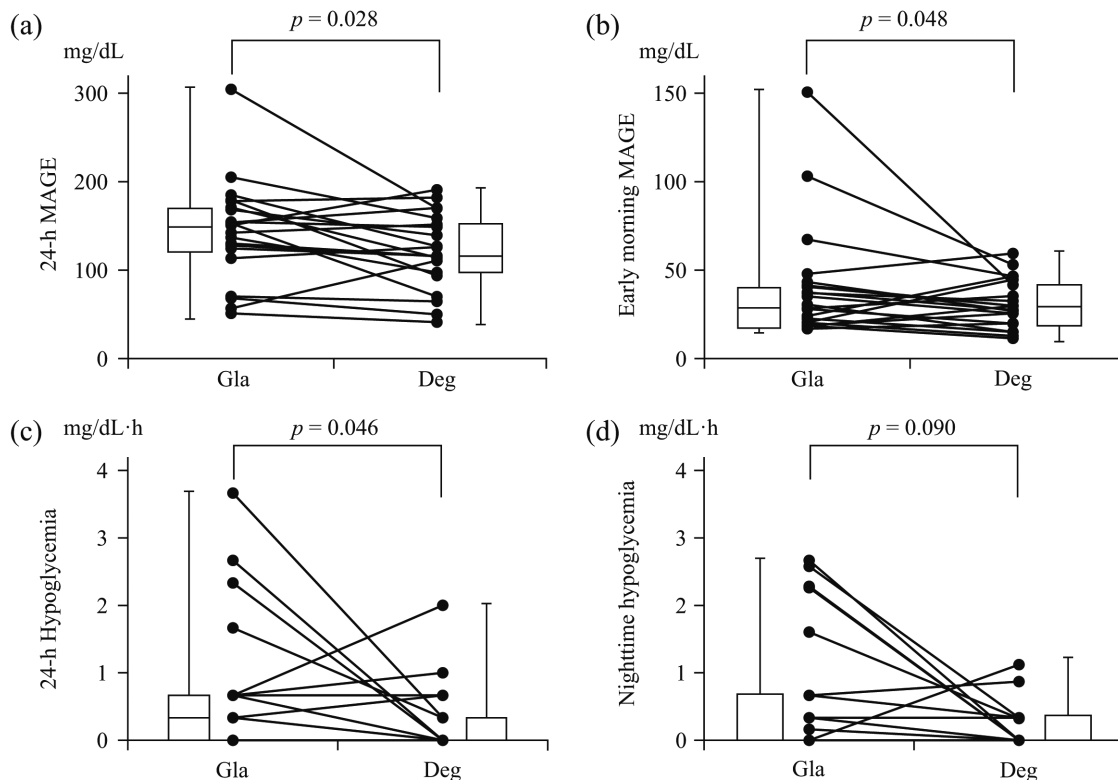 (a)
p = 0.028
mg/dL
300
200
100
0
24-h MAGE
Gla
Deg
(b)
p = 0.048
mg/dL
150
100
50
0
Early morning MAGE
Gla
Deg
(c)
mg/dL·h
p = 0.046
4
3
2
1
0
24-h Hypoglycemia
Gla
Deg
(d)
mg/dL·h
p = 0.090
4
3
2
1
0
Nighttime hypoglycemia
Gla
Deg